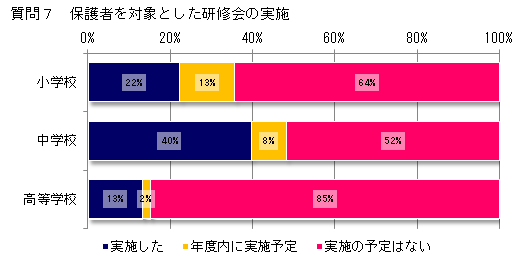 質問7　保護者を対象とした研修会の実施
0% 20% 40% 60% 80% 100%
小学校 22% 13% 64%
中学校 40% 8% 52%
高等学校 13% 2% 85%
実施した 年度内に実施予定 実施の予定はない